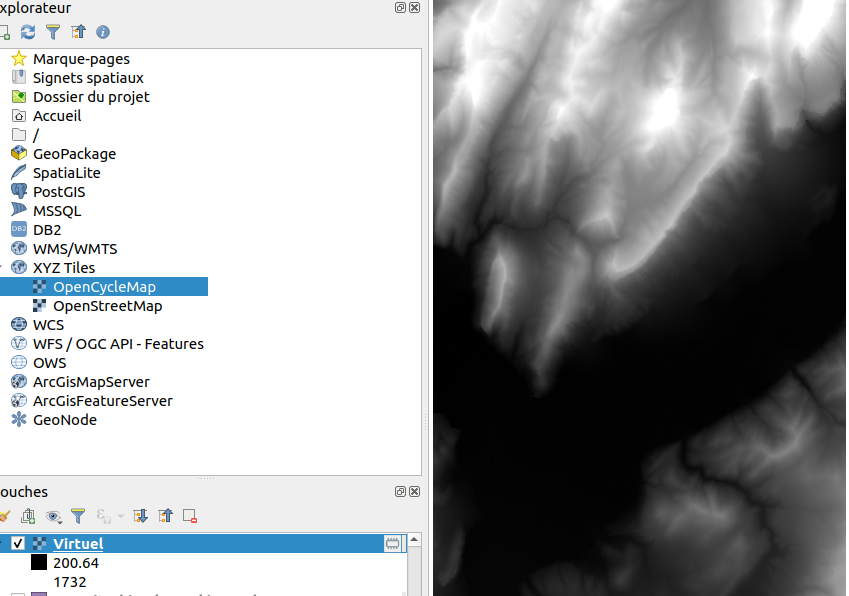 xplorateur
Marque-pages
Signets spatiaux
Dossier du projet
Accueil
/
GeoPackage
SpatiaLite
PostGIS
MSSQL
DB2
DB2
WMS/WMTS
XYZ Tiles
OpenCycleMap
OpenStreetMap
WCS
WFS / OGC API - Features
OWS
ArcGisMapServer
ArcGisFeatureServer
GeoNode
ouches
Virtuel
200.64
1732